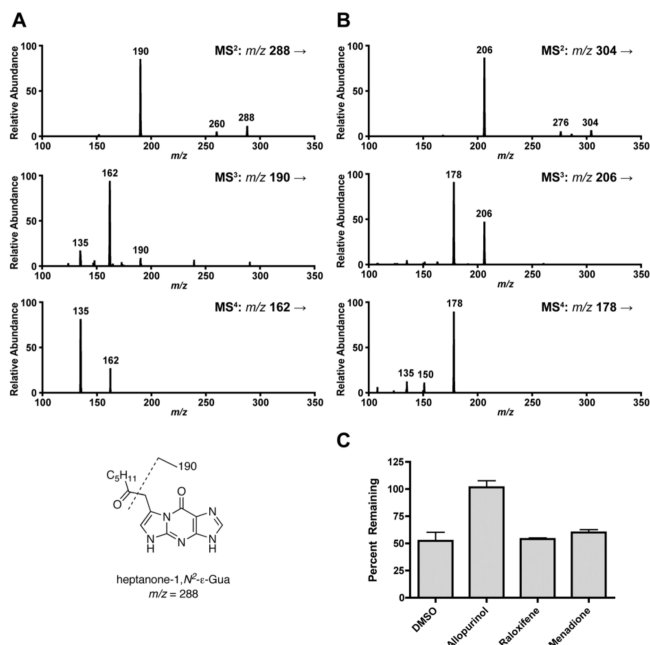 A
MS²: m/z 288 →
Relative Abundance
100
50
0
190
260
288
100 150 200 250 300 350
m/z
MS³: m/z 190 →
Relative Abundance
100
50
0
135
162
190
100 150 200 250 300 350
m/z
MS⁴: m/z 162 →
Relative Abundance
100
50
0
135
162
100 150 200 250 300 350
m/z
B
MS²: m/z 304 →
Relative Abundance
100
50
0
206
276
304
100 150 200 250 300 350
m/z
MS³: m/z 206 →
Relative Abundance
100
50
0
178
206
100 150 200 250 300 350
m/z
MS⁴: m/z 178 →
Relative Abundance
100
50
0
135
150
178
100 150 200 250 300 350
m/z
190
C₅H₁₁
O
O
N
N
N
N
H
N
H
heptanone-1,N²-ε-Gua
m/z = 288
C
Percent Remaining
125
100
75
50
25
0
DMSO
Allopurinol
Raloxifene
Menadione